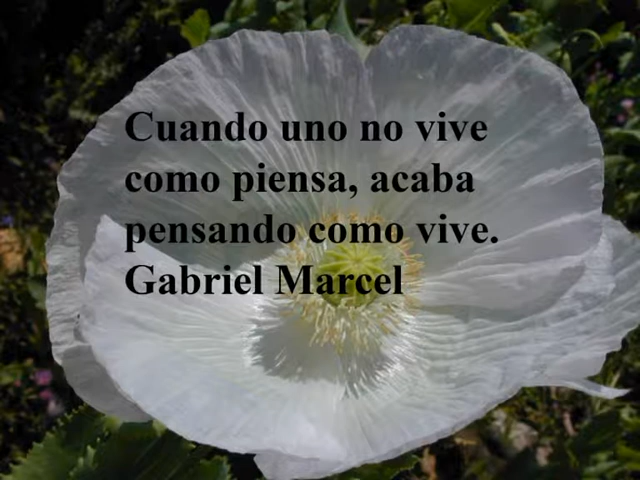 Cuando uno no vive
como piensa, acaba
pensando como vive.
Gabriel Marcel